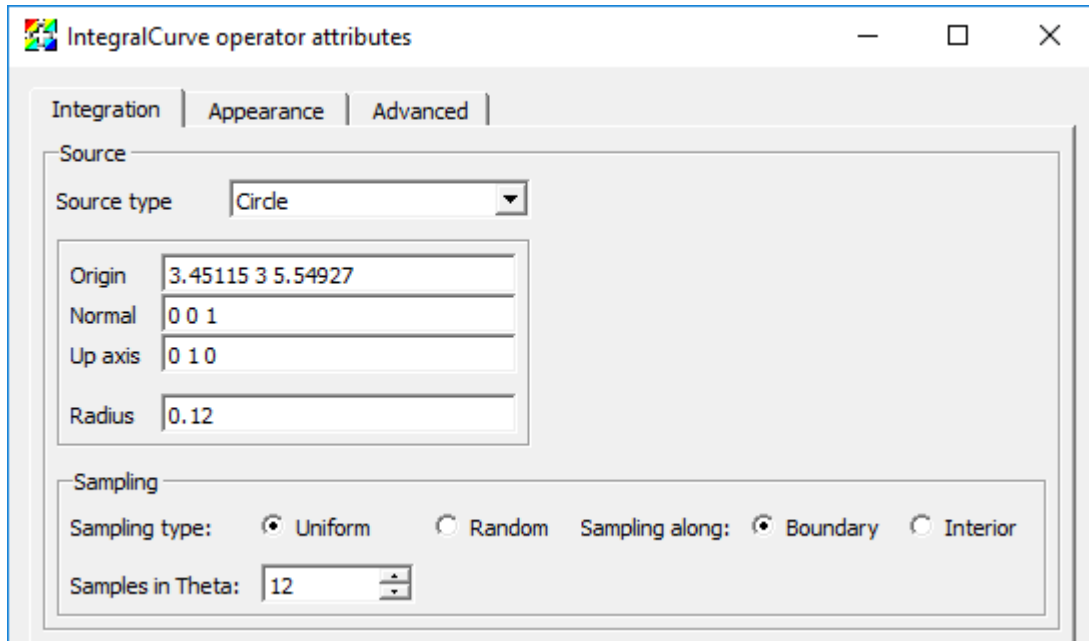 IntegralCurve operator attributes
Integration Appearance Advanced
Source
Source type Circle
Origin 3.45115 3 5.54927
Normal 0 0 1
Up axis 0 1 0
Radius 0.12
Sampling
Sampling type: Uniform Random Sampling along: Boundary Interior
Samples in Theta: 12